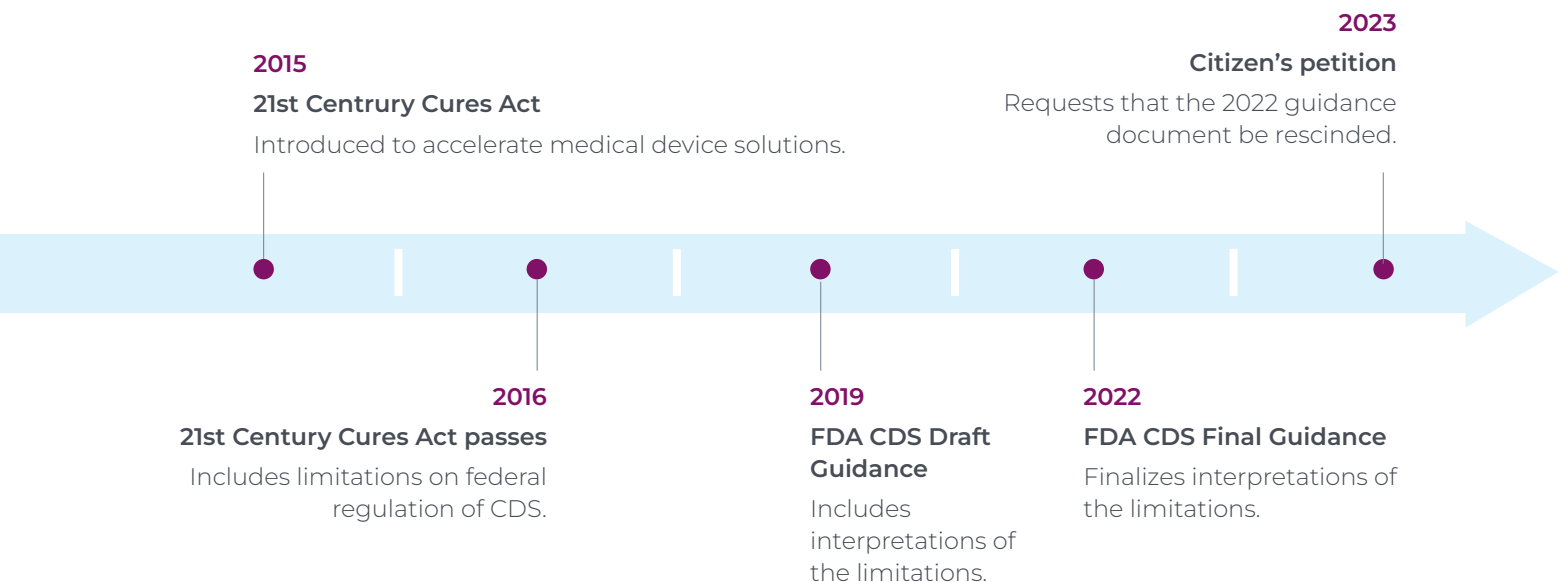 2015
21st Centrury Cures Act
Introduced to accelerate medical device solutions.
2016
21st Century Cures Act passes
Includes limitations on federal
regulation of CDS.
2019
FDA CDS Draft
Guidance
Includes
interpretations of
the limitations.
2022
FDA CDS Final Guidance
Finalizes interpretations of
the limitations.
2023
Citizen’s petition
Requests that the 2022 guidance
document be rescinded.